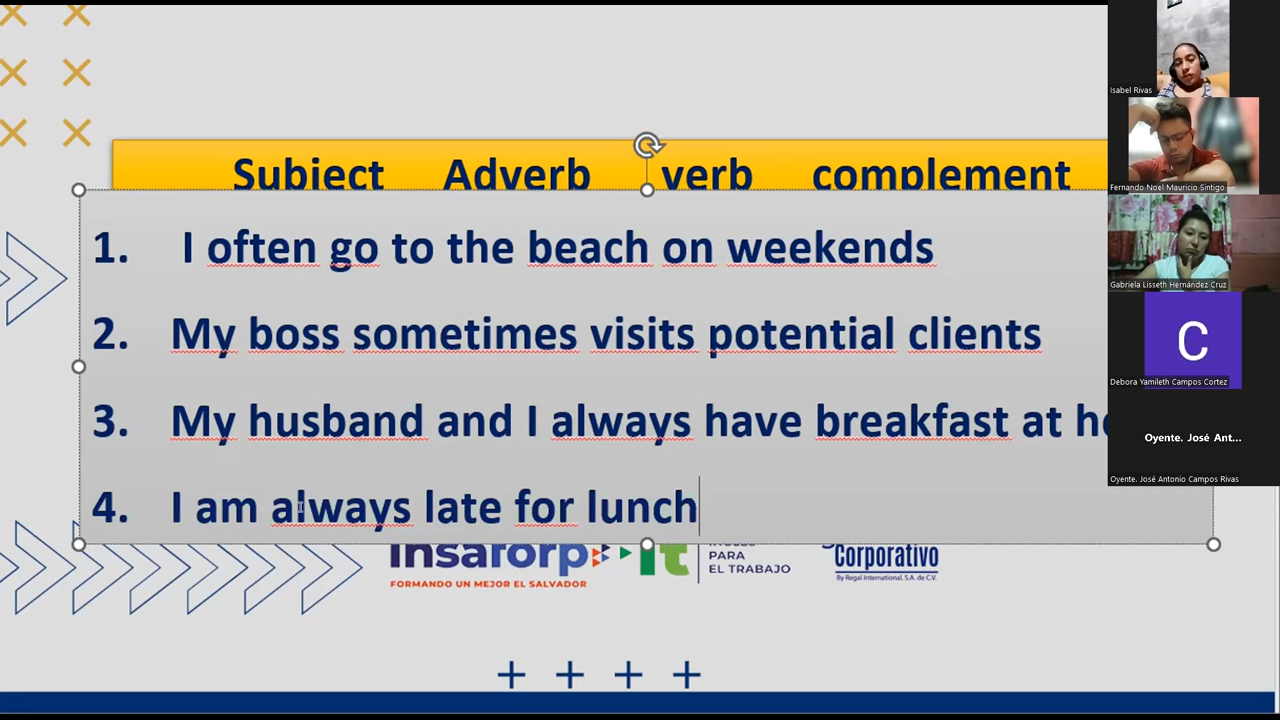 Subject Adverb verb complement
1. I often go to the beach on weekends
2. My boss sometimes visits potential clients
3. My husband and I always have breakfast at
4. I am always late for lunch
insaforp
FORMANDO UN MEJOR EL SALVADOR
it
PARA
EL TRABAJO
Corporativo
By Regal International, S.A. de C.V.
Isabel Rivas
Fernando Noel Mauricio Sintigo
Gabriela Lisseth Hernández Cruz
C
Debora Yamileth Campos Cortez
Oyente. José Ant...
Oyente. José Antonio Campos Rivas